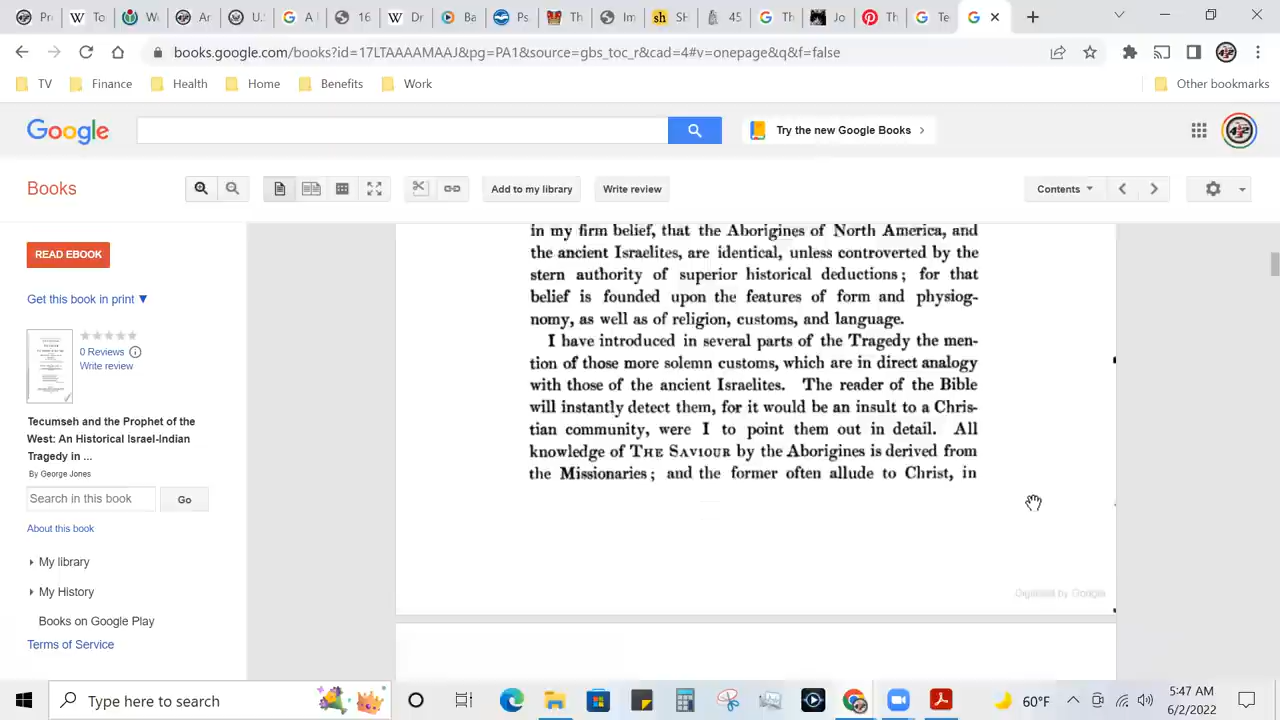 W Dr
W Dr
Ar
U.S
A I
16
W Dr
Ba
Ps
Th
Im
sh SH
45
G Th
Jo
Th
G Te
books.google.com/books?id=17LTAAAAMAAJ&pg=PA1&source=gbs_toc_r&cad=4#v=onepage&q&f=false
TV Finance Health Home Benefits Work Other bookmarks
Google
Try the new Google Books
Books
Add to my library Write review Contents
READ EBOOK
Get this book in print ▼
0 Reviews
Write review
Tecumseh and the Prophet of the
West: An Historical Israel-Indian
Tragedy in ...
By George Jones
Search in this book Go
About this book
My library
My History
Books on Google Play
Terms of Service
in my firm belief, that the Aborigines of North America, and
the ancient Israelites, are identical, unless controverted by the
stern authority of superior historical deductions; for that
belief is founded upon the features of form and physiog-
nomy, as well as of religion, customs, and language.
I have introduced in several parts of the Tragedy the men-
tion of those more solemn customs, which are in direct analogy
with those of the ancient Israelites. The reader of the Bible
will instantly detect them, for it would be an insult to a Chris-
tian community, were I to point them out in detail. All
knowledge of THE SAVIOUR by the Aborigines is derived from
the Missionaries; and the former often allude to Christ, in
Digitized by Google
Type here to search
60°F
5:47 AM
6/2/2022